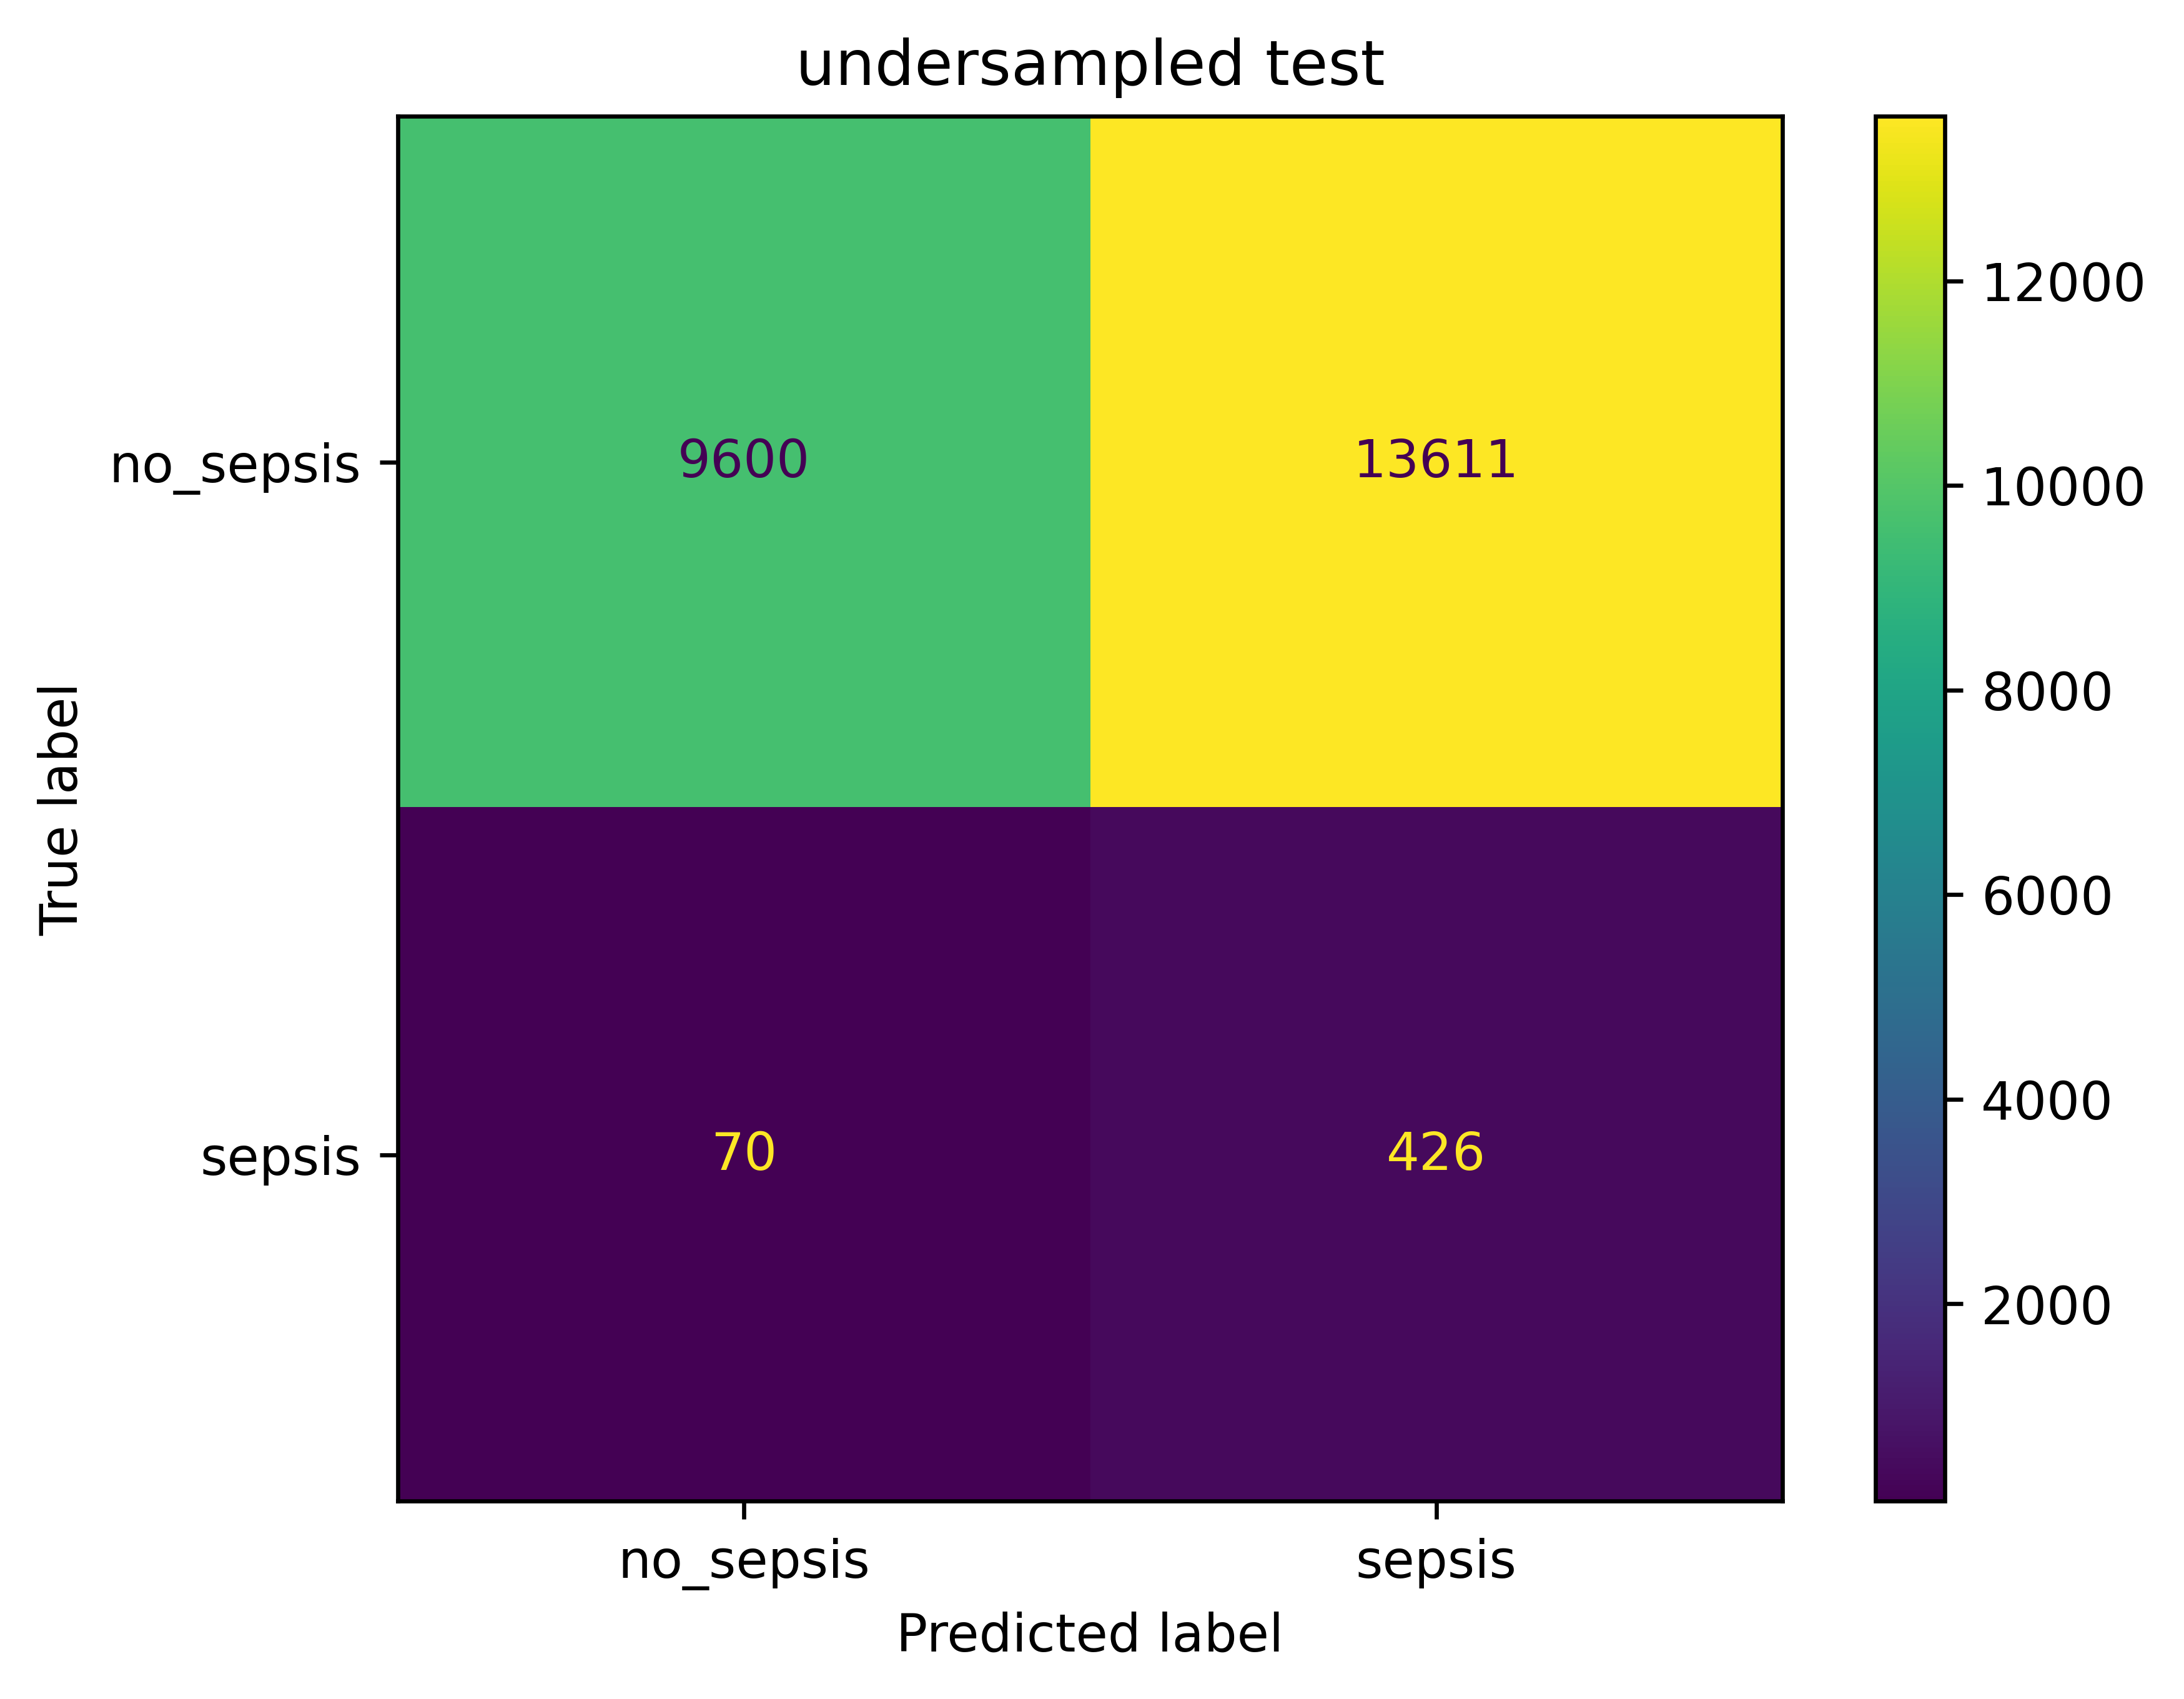 undersampled test
True label
no_sepsis
sepsis
9600
13611
70
426
no_sepsis
sepsis
Predicted label
12000
10000
8000
6000
4000
2000